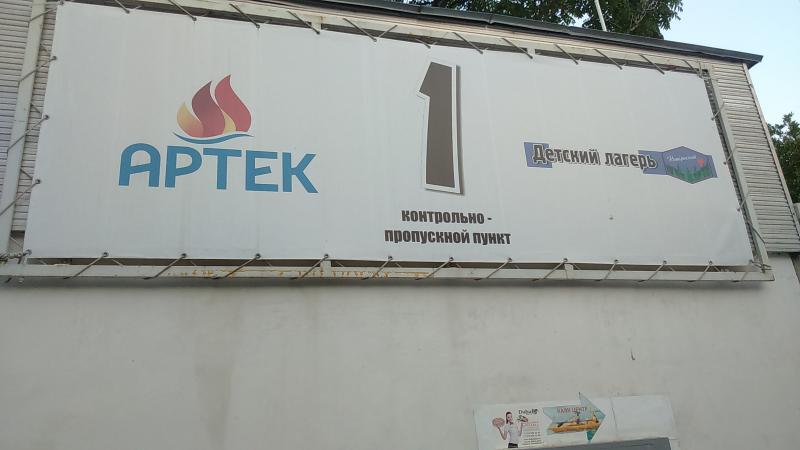 АРТЕК
1
контрольно -
пропускной пункт
Детский лагерь